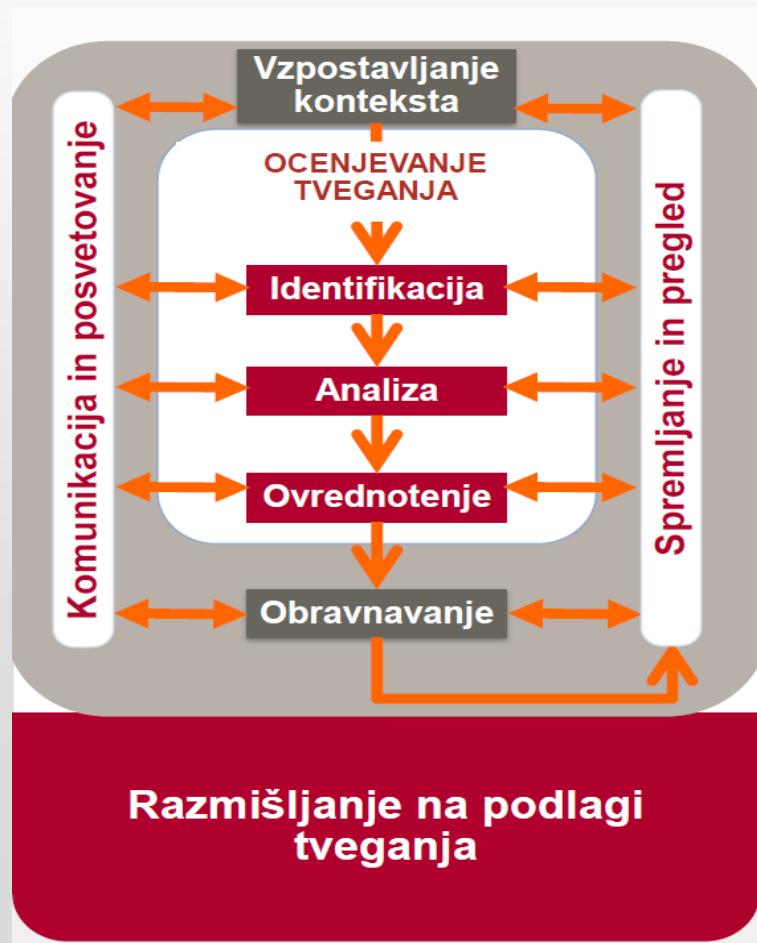 Vzpostavljanje
konteksta
OCENJEVANJE
TVEGANJA
Identifikacija
Analiza
Ovrednotenje
Obravnavanje
Komunikacija in posvetovanje
Spremljanje in pregled
Razmišljanje na podlagi
tveganja